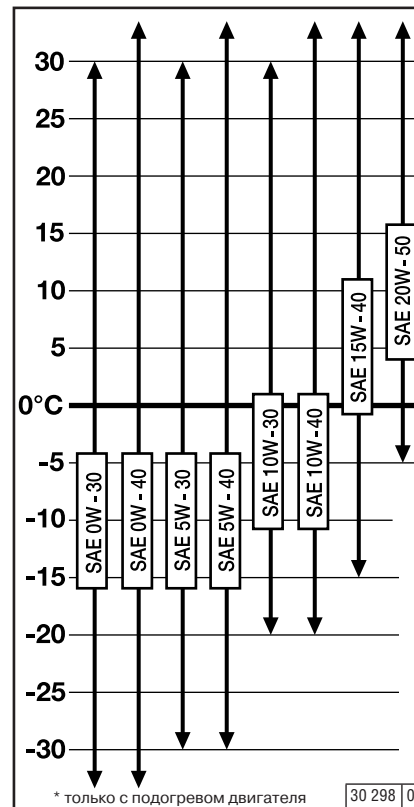 30
25
20
15
10
5
0°C
-5
-10
-15
-20
-25
-30
SAE 0W - 30
SAE 0W - 40
SAE 5W - 30
SAE 5W - 40
SAE 10W - 30
SAE 10W - 40
SAE 15W - 40
SAE 20W - 50
* только с подогревом двигателя
30 298 0